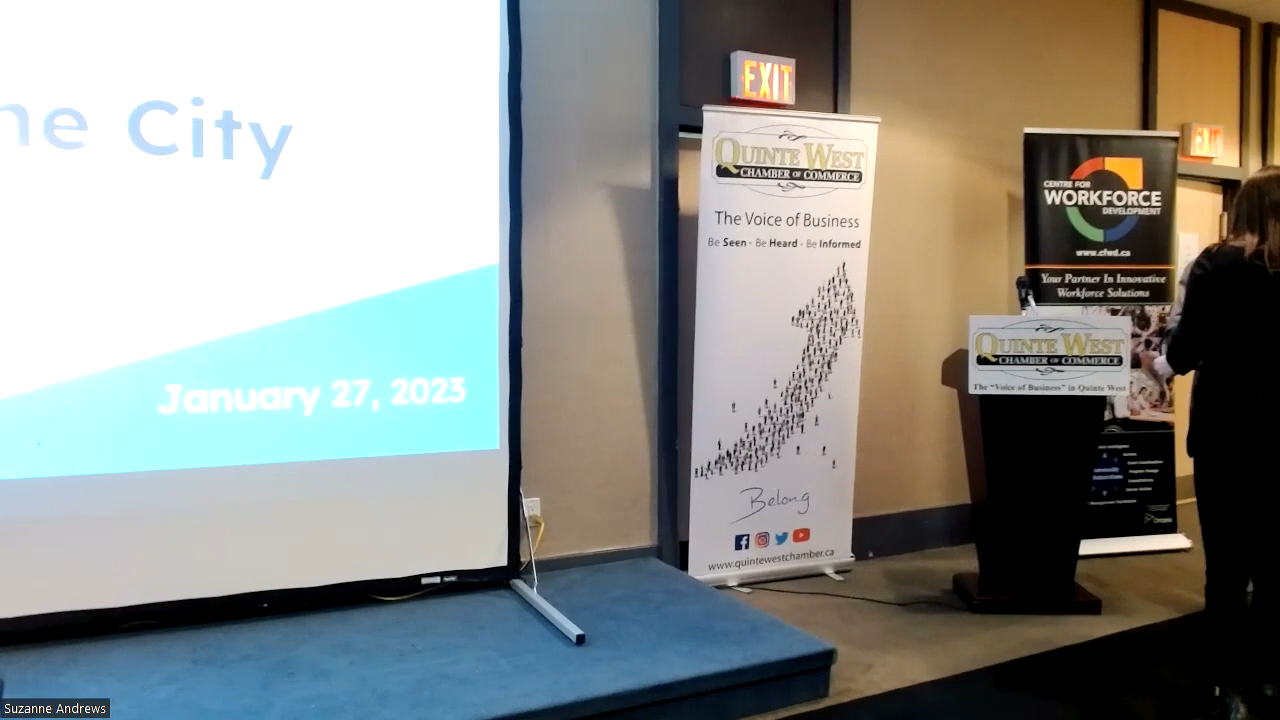 ne City
January 27, 2023
EXIT
QUINTE WEST
CHAMBER OF COMMERCE
The Voice of Business
Be Seen - Be Heard - Be Informed
Belong
www.quintewestchamber.ca
EXIT
CENTRE FOR
WORKFORCE
DEVELOPMENT
www.cfwd.ca
Your Partner In Innovative
Workforce Solutions
QUINTE WEST
CHAMBER OF COMMERCE
The "Voice of Business" in Quinte West
Ontario
Suzanne Andrews